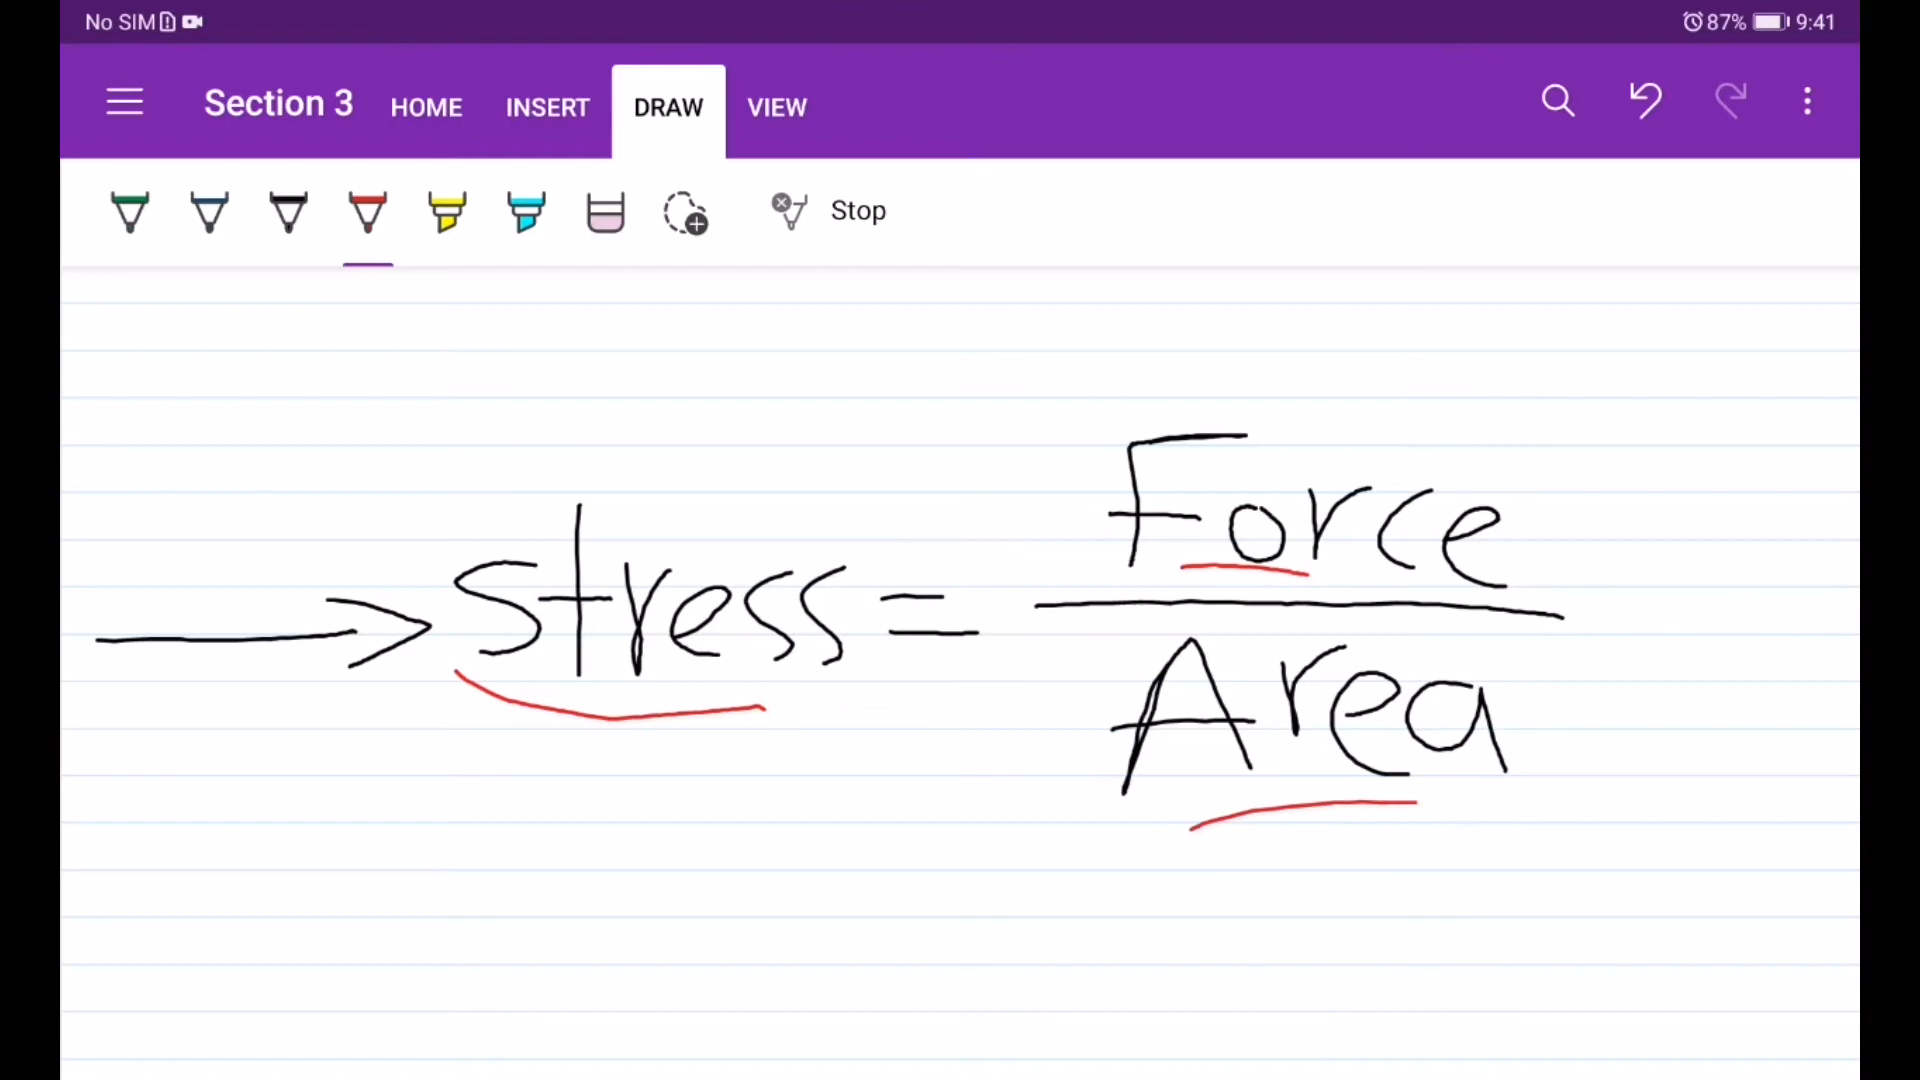 No SIM 87% 9:41
Section 3 HOME INSERT DRAW VIEW
Stop
Stress = Force
Area